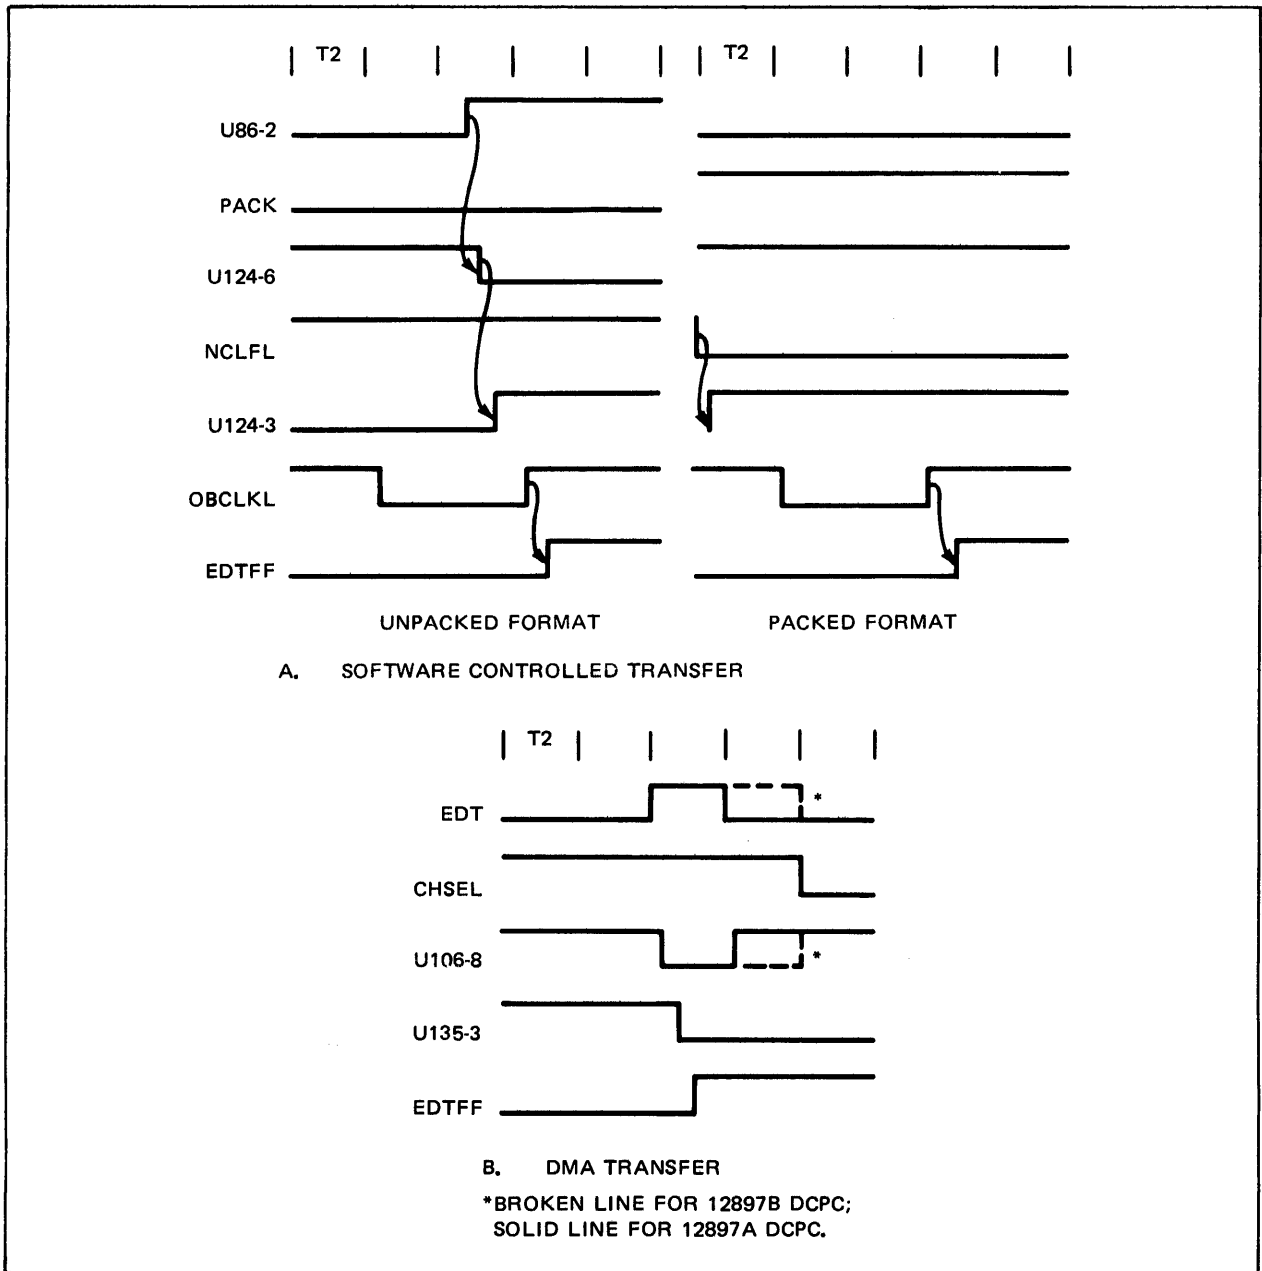 T2 T2
U86-2
PACK
U124-6
NCLFL
U124-3
OBCLKL
EDTFF
UNPACKED FORMAT PACKED FORMAT
A. SOFTWARE CONTROLLED TRANSFER
T2
EDT *
CHSEL
U106-8 *
U135-3
EDTFF
B. DMA TRANSFER
*BROKEN LINE FOR 12897B DCPC;
SOLID LINE FOR 12897A DCPC.